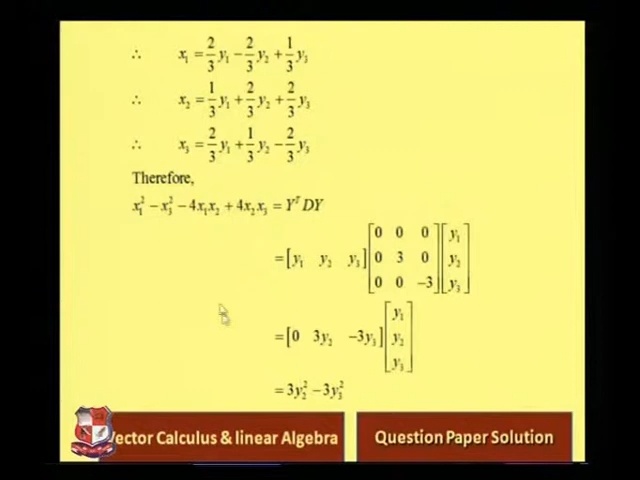 ∴ x₁ = 2/3 y₁ − 2/3 y₂ + 1/3 y₃
∴ x₂ = 1/3 y₁ + 2/3 y₂ + 2/3 y₃
∴ x₃ = 2/3 y₁ + 1/3 y₂ − 2/3 y₃
Therefore,
x₁² − x₃² − 4x₁x₂ + 4x₂x₃ = YᵀDY
= [y₁ y₂ y₃] [0 0 0; 0 3 0; 0 0 −3] [y₁; y₂; y₃]
= [0 3y₂ −3y₃] [y₁; y₂; y₃]
= 3y₂² − 3y₃²
Vector Calculus & linear Algebra
Question Paper Solution